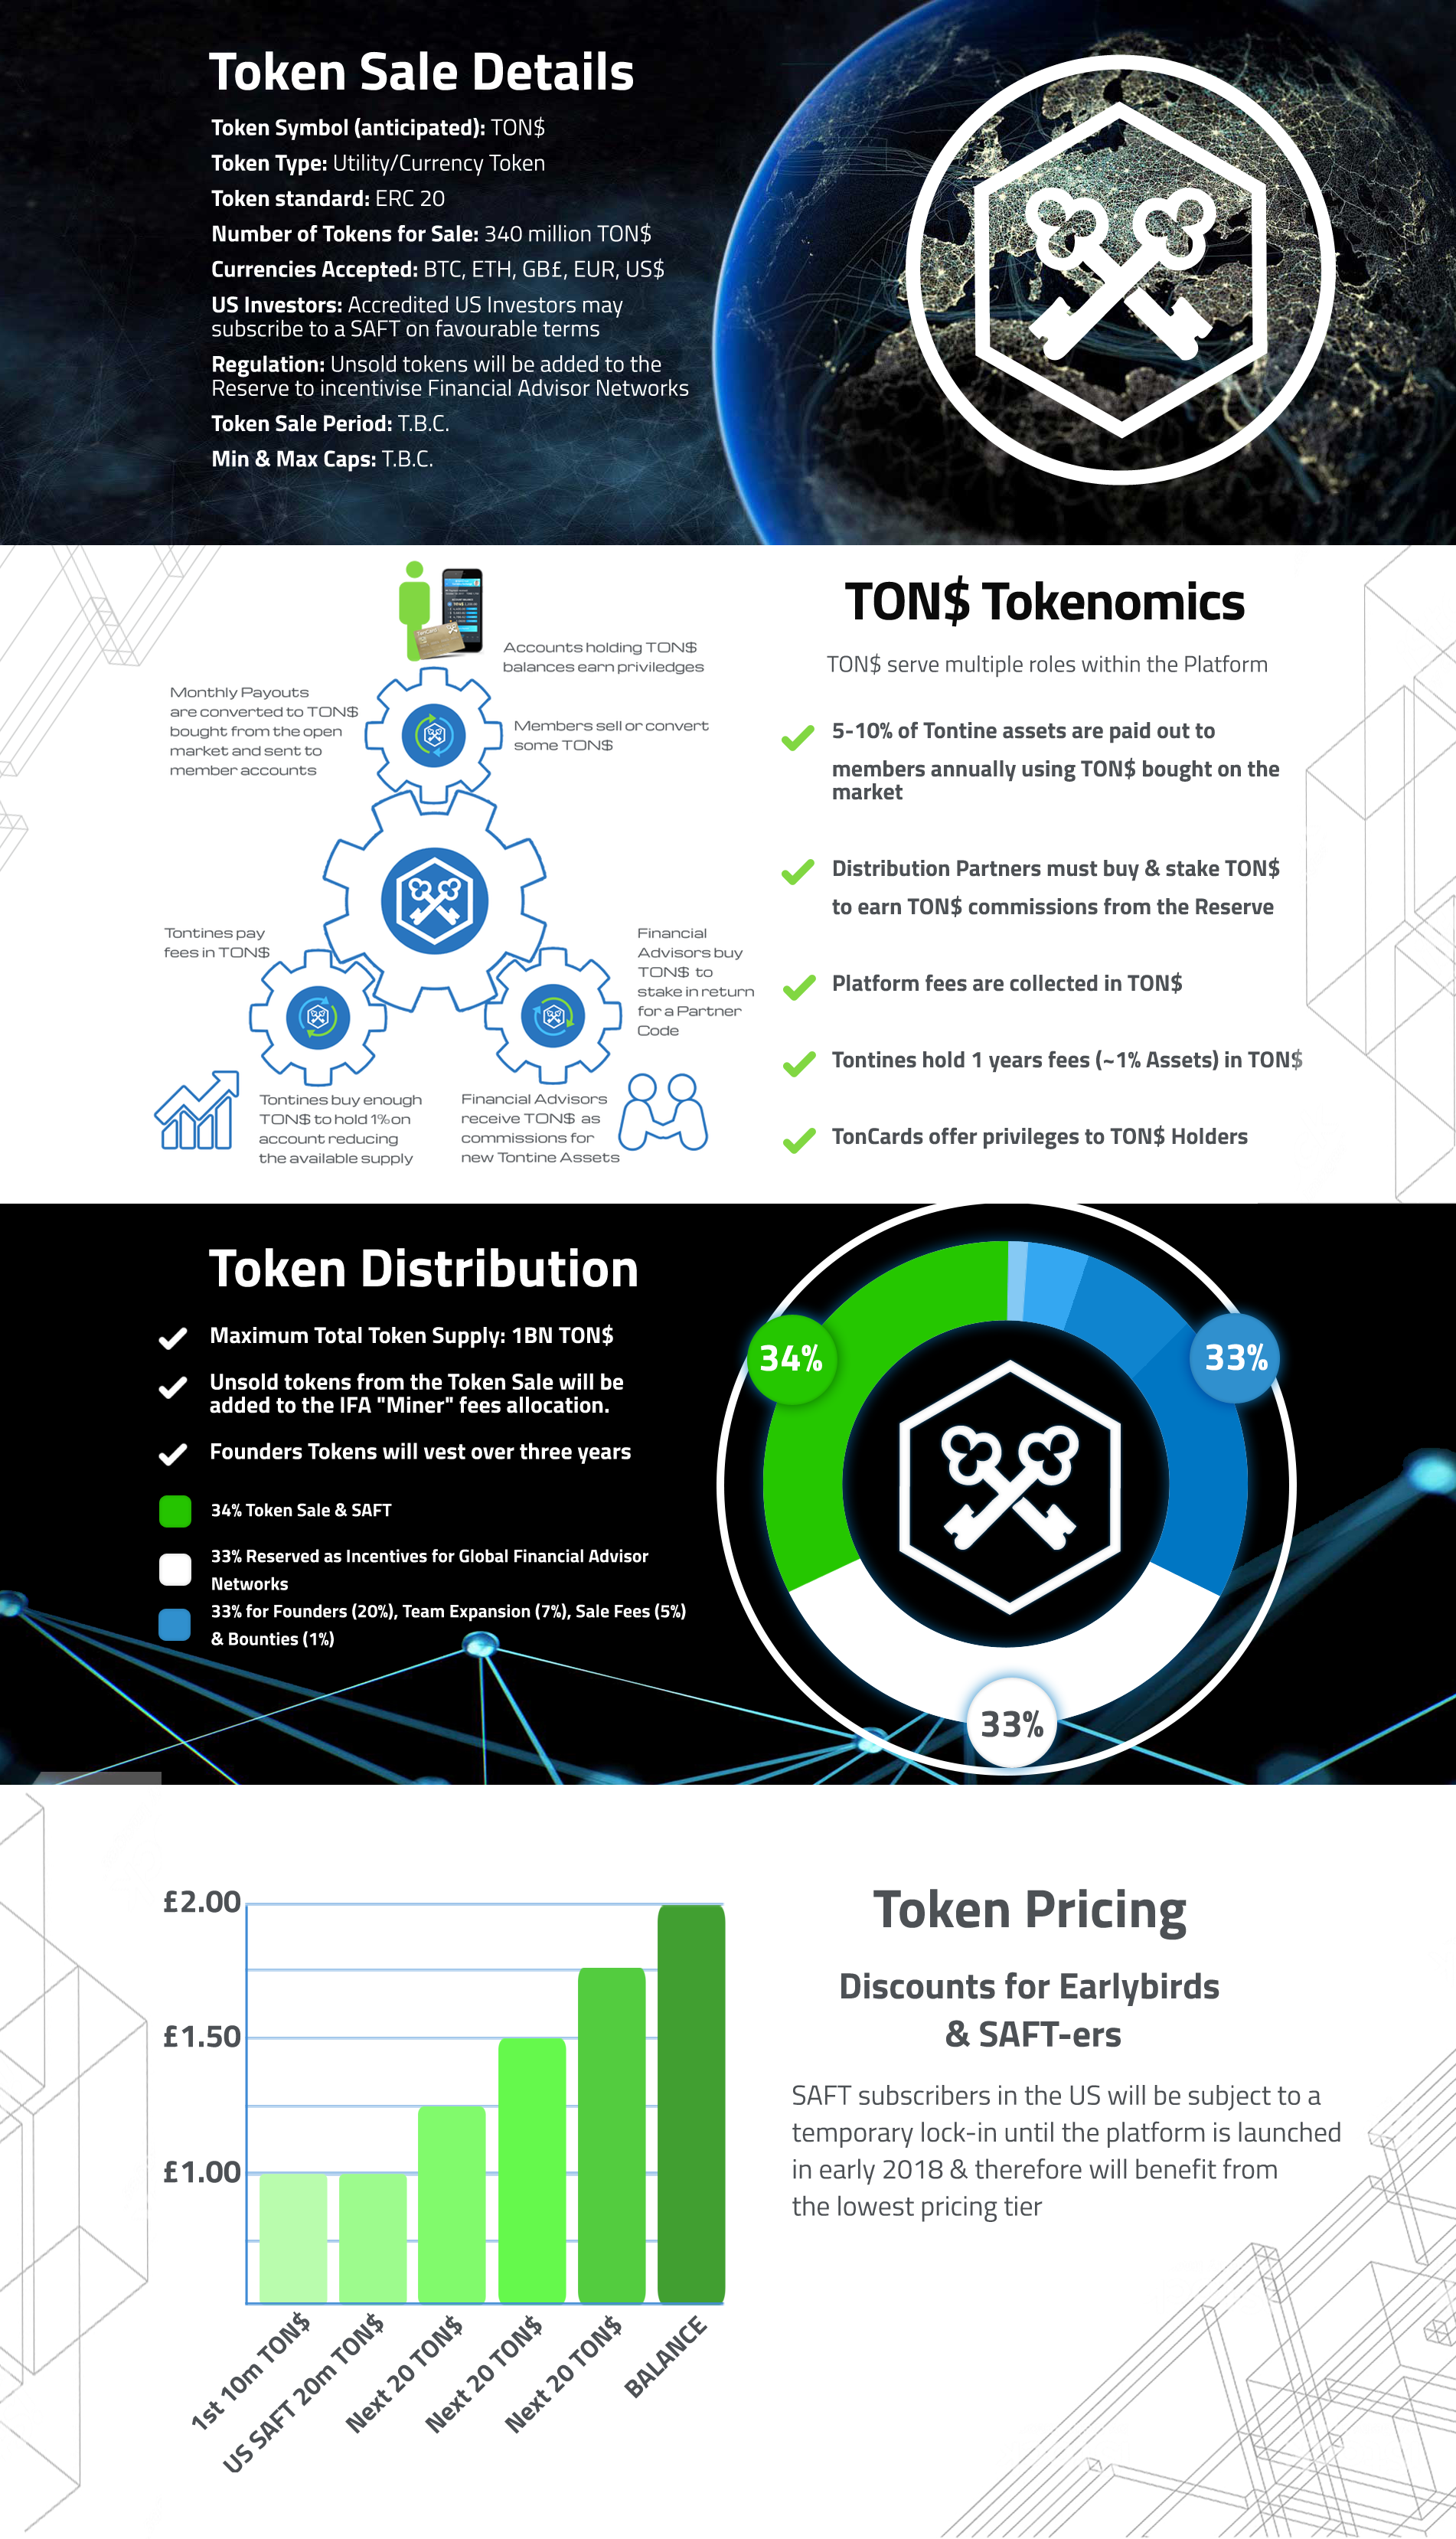 Token Sale Details
Token Symbol (anticipated): TON$
Token Type: Utility/Currency Token
Token standard: ERC 20
Number of Tokens for Sale: 340 million TON$
Currencies Accepted: BTC, ETH, GB£, EUR, US$
US Investors: Accredited US Investors may
subscribe to a SAFT on favourable terms
Regulation: Unsold tokens will be added to the
Reserve to incentivise Financial Advisor Networks
Token Sale Period: T.B.C.
Min & Max Caps: T.B.C.
Accounts holding TON$
balances earn priviledges
Monthly Payouts
are converted to TON$
bought from the open
market and sent to
member accounts
Members sell or convert
some TON$
Tontines pay
fees in TON$
Financial
Advisors buy
TON$ to
stake in return
for a Partner
Code
Tontines buy enough
TON$ to hold 1% on
account reducing
the available supply
Financial Advisors
receive TON$ as
commissions for
new Tontine Assets
TON$ Tokenomics
TON$ serve multiple roles within the Platform
5-10% of Tontine assets are paid out to
members annually using TON$ bought on the
market
Distribution Partners must buy & stake TON$
to earn TON$ commissions from the Reserve
Platform fees are collected in TON$
Tontines hold 1 years fees (~1% Assets) in TON$
TonCards offer privileges to TON$ Holders
Token Distribution
Maximum Total Token Supply: 1BN TON$
Unsold tokens from the Token Sale will be
added to the IFA "Miner" fees allocation.
Founders Tokens will vest over three years
34% Token Sale & SAFT
33% Reserved as Incentives for Global Financial Advisor
Networks
33% for Founders (20%), Team Expansion (7%), Sale Fees (5%)
& Bounties (1%)
34%
33%
33%
£2.00
£1.50
£1.00
1st 10m TON$
US SAFT 20m TON$
Next 20 TON$
Next 20 TON$
Next 20 TON$
BALANCE
Token Pricing
Discounts for Earlybirds
& SAFT-ers
SAFT subscribers in the US will be subject to a
temporary lock-in until the platform is launched
in early 2018 & therefore will benefit from
the lowest pricing tier